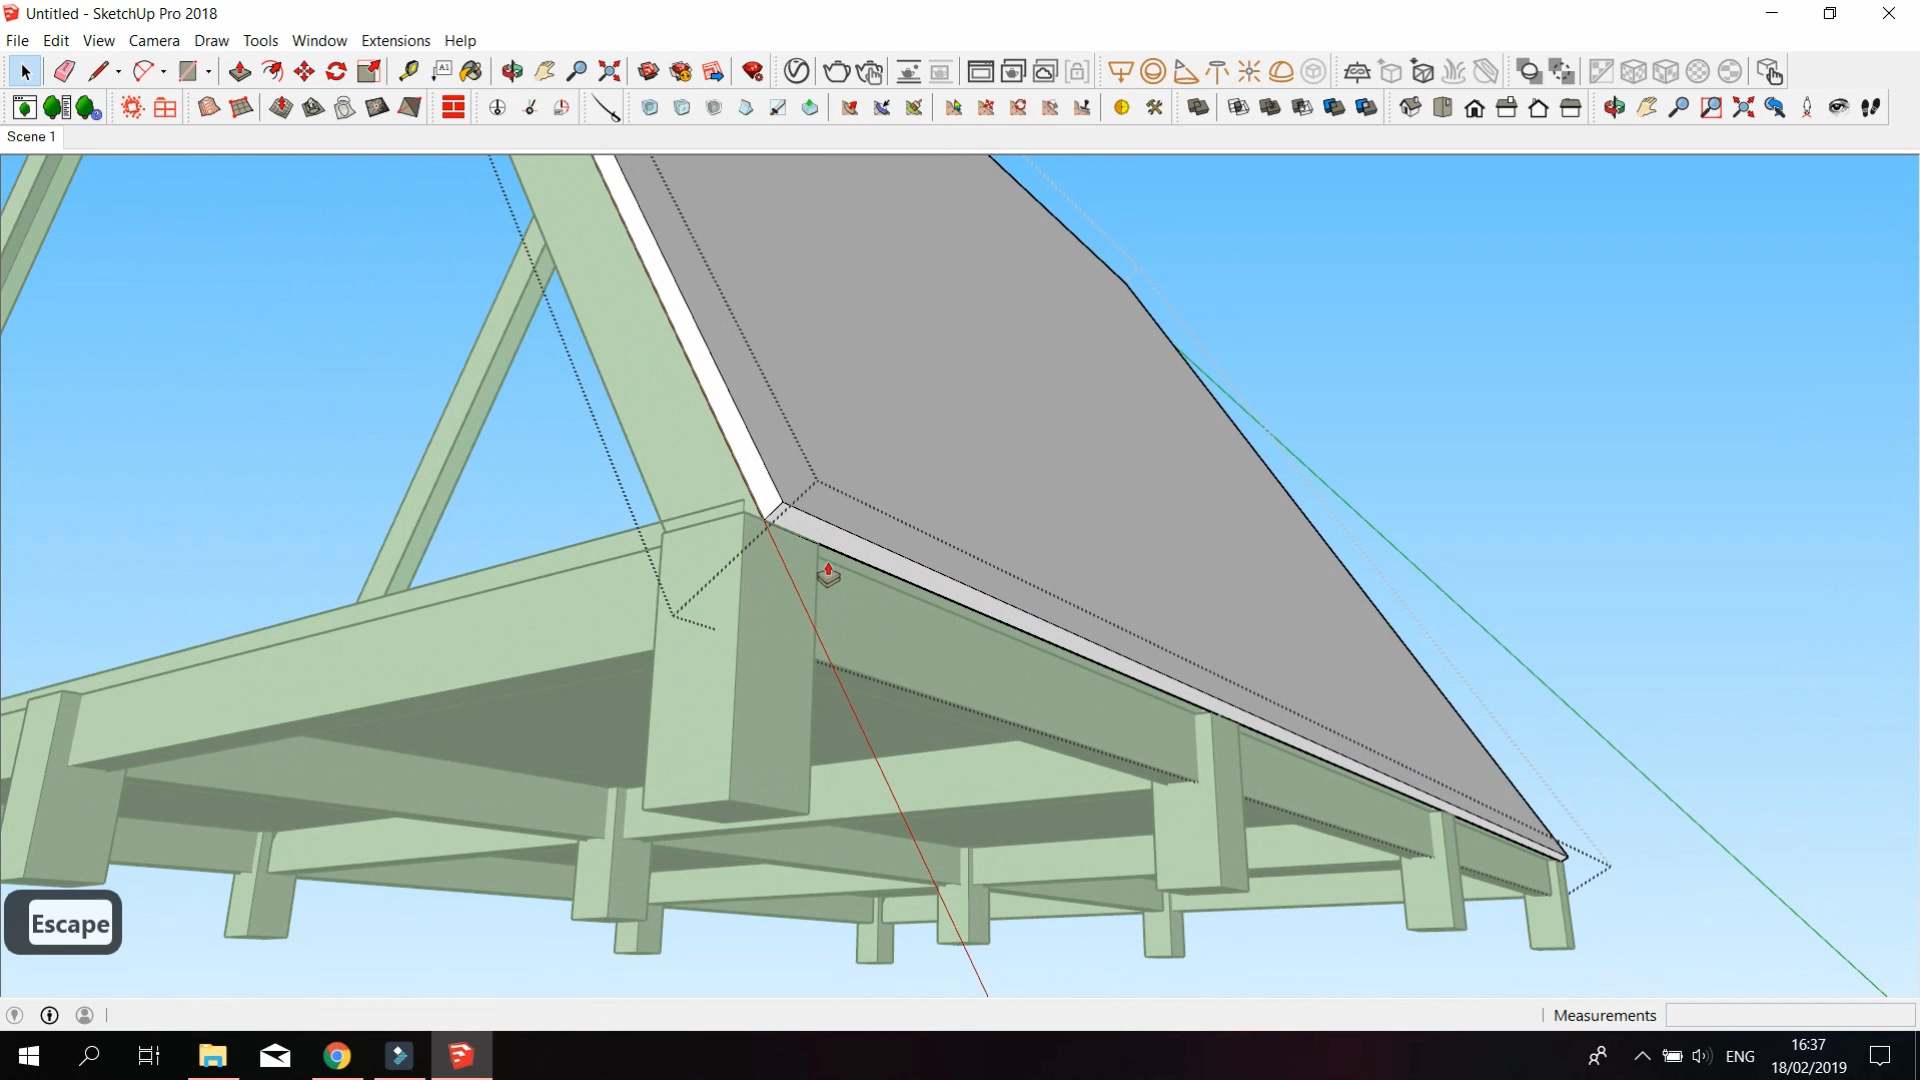 Untitled - SketchUp Pro 2018
File Edit View Camera Draw Tools Window Extensions Help
A1
Scene 1
Escape
Measurements
ENG
16:37
18/02/2019